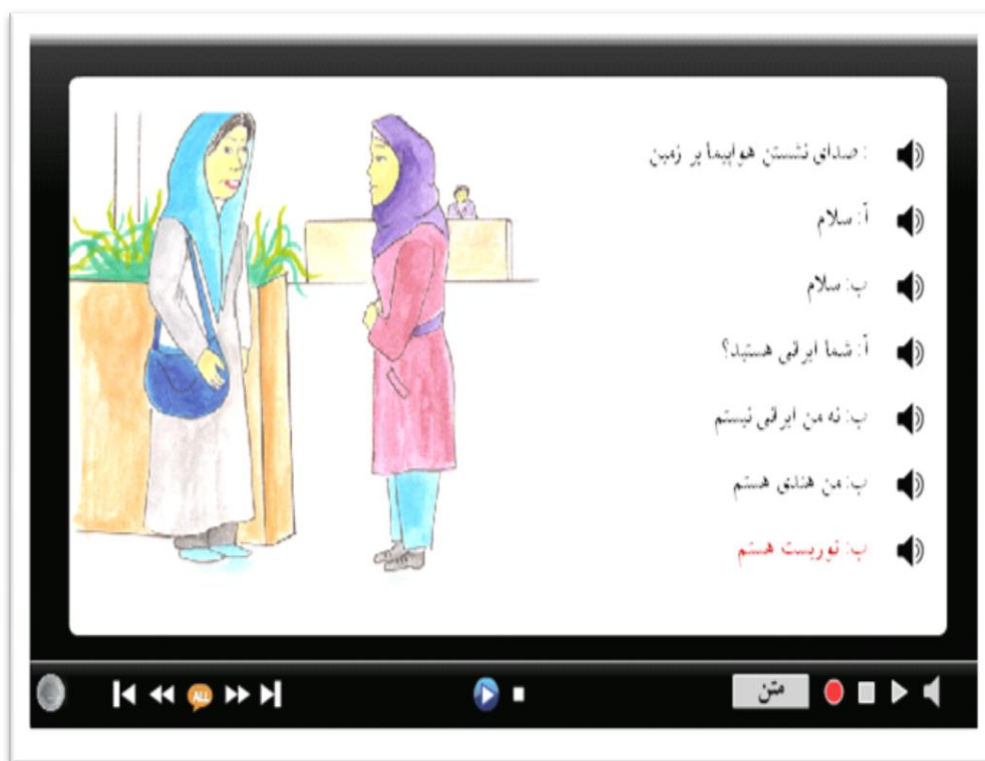 : صدای نشستن هواپیما بر زمین
آ: سلام
ب: سلام
آ: شما ایرانی هستید؟
ب: نه من ایرانی نیستم
ب: من هندی هستم
ب: توریست هستم
ALL
متن